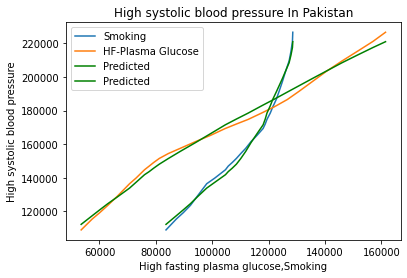 High systolic blood pressure In Pakistan
Smoking
HF-Plasma Glucose
Predicted
Predicted
High systolic blood pressure
220000
200000
180000
160000
140000
120000
60000 80000 100000 120000 140000 160000
High fasting plasma glucose,Smoking